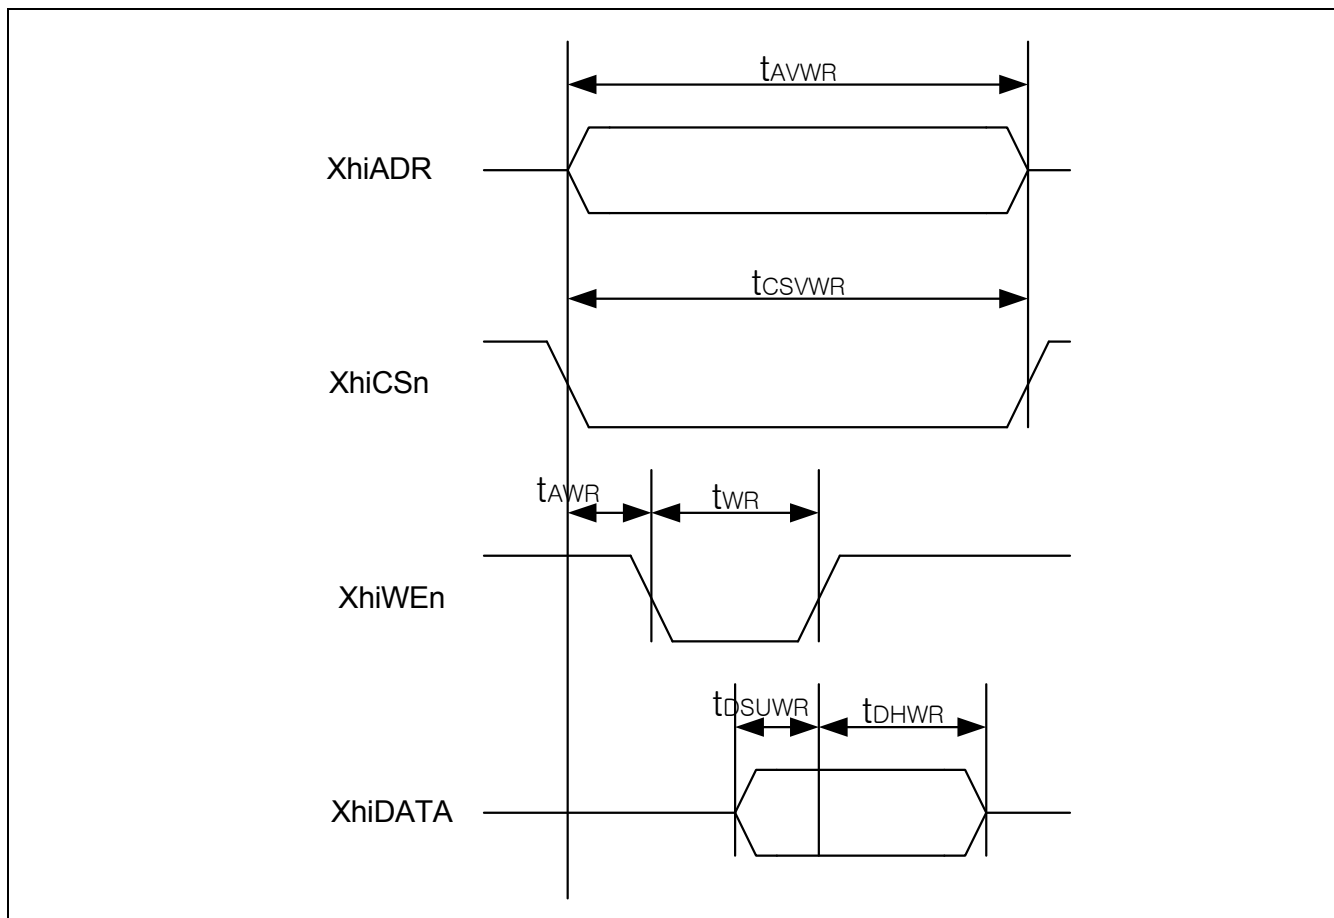 tAVWR
XhiADR
tCSVWR
XhiCSn
tAWR
tWR
XhiWEn
tDSUWR
tDHWR
XhiDATA